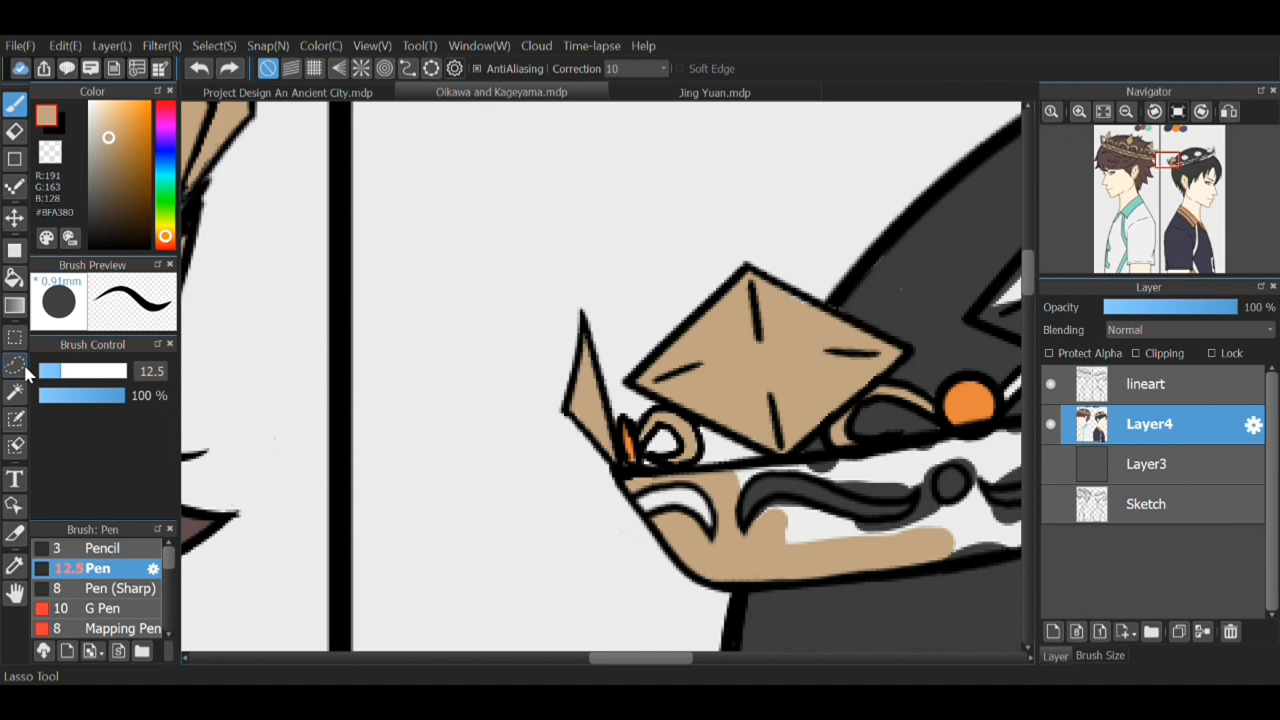 File(F) Edit(E) Layer(L) Filter(R) Select(S) Snap(N) Color(C) View(V) Tool(T) Window(W) Cloud Time-lapse Help
AntiAliasing Correction 10 Soft Edge
Color
Project Design An Ancient City.mdp Oikawa and Kageyama.mdp Jing Yuan.mdp
Navigator
R:191
G:163
B:128
#BFA380
Brush Preview
* 0.91mm
Brush Control
12.5
100 %
Layer
Opacity 100 %
Blending Normal
Protect Alpha Clipping Lock
lineart
Layer4
Layer3
Sketch
Brush: Pen
3 Pencil
12.5 Pen
8 Pen (Sharp)
10 G Pen
8 Mapping Pen
Layer Brush Size
Lasso Tool